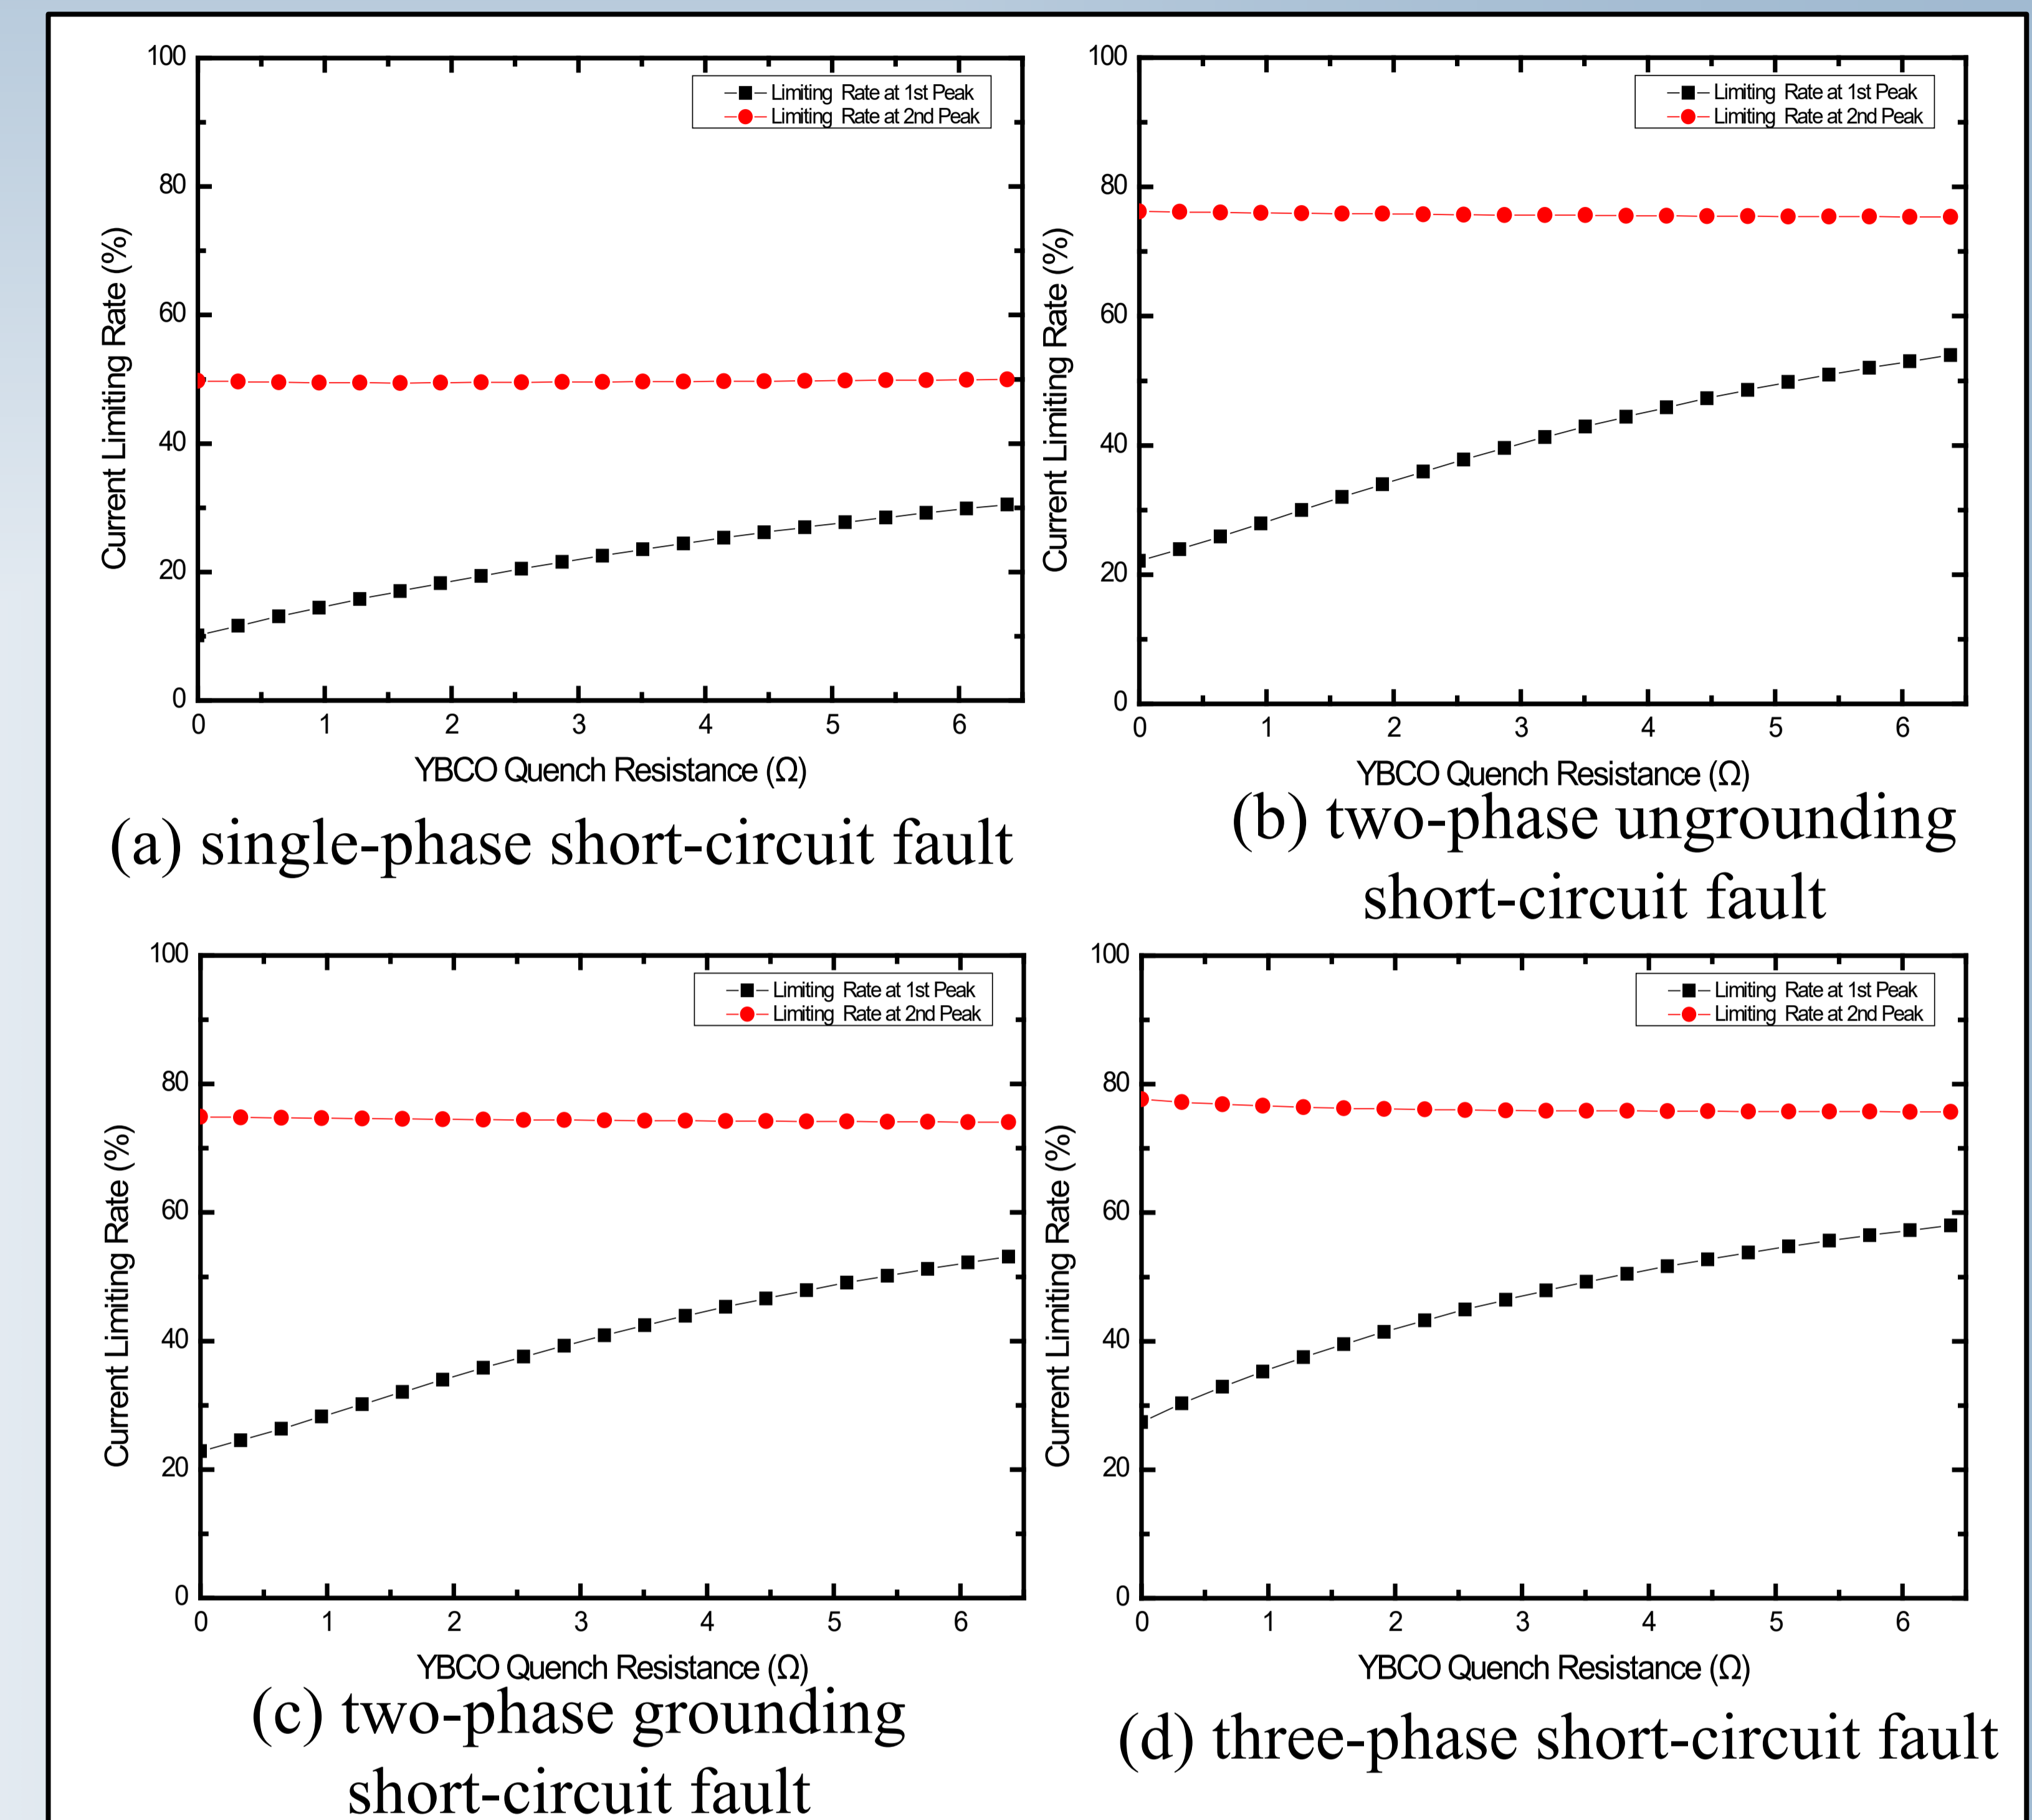 100
80
60
40
20
0
0 1 2 3 4 5 6
Current Limiting Rate (%)
Limiting Rate at 1st Peak
Limiting Rate at 2nd Peak
YBCO Quench Resistance (Ω)
(a) single-phase short-circuit fault
100
80
60
40
20
0
0 1 2 3 4 5 6
Current Limiting Rate (%)
Limiting Rate at 1st Peak
Limiting Rate at 2nd Peak
YBCO Quench Resistance (Ω)
(b) two-phase ungrounding
short-circuit fault
100
80
60
40
20
0
0 1 2 3 4 5 6
Current Limiting Rate (%)
Limiting Rate at 1st Peak
Limiting Rate at 2nd Peak
YBCO Quench Resistance (Ω)
(c) two-phase grounding
short-circuit fault
100
80
60
40
20
0
0 1 2 3 4 5 6
Current Limiting Rate (%)
Limiting Rate at 1st Peak
Limiting Rate at 2nd Peak
YBCO Quench Resistance (Ω)
(d) three-phase short-circuit fault